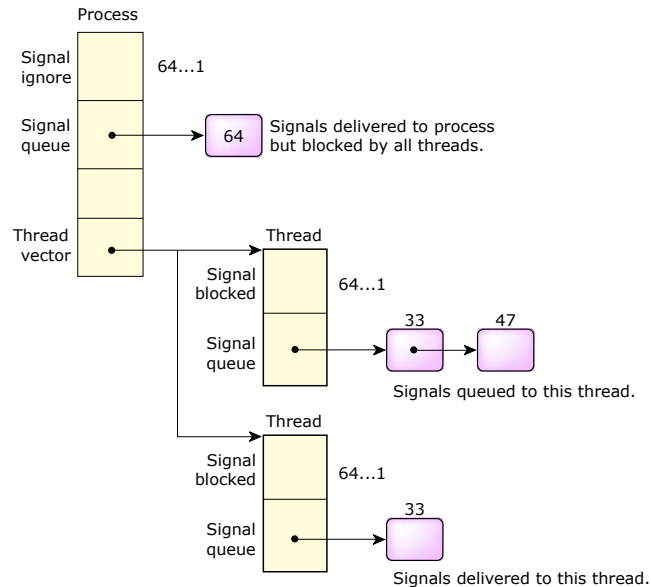 Process
Signal
ignore
64...1
Signal
queue
64
Signals delivered to process
but blocked by all threads.
Thread
vector
Thread
Signal
blocked
64...1
Signal
queue
33
47
Signals queued to this thread.
Thread
Signal
blocked
64...1
Signal
queue
33
Signals delivered to this thread.